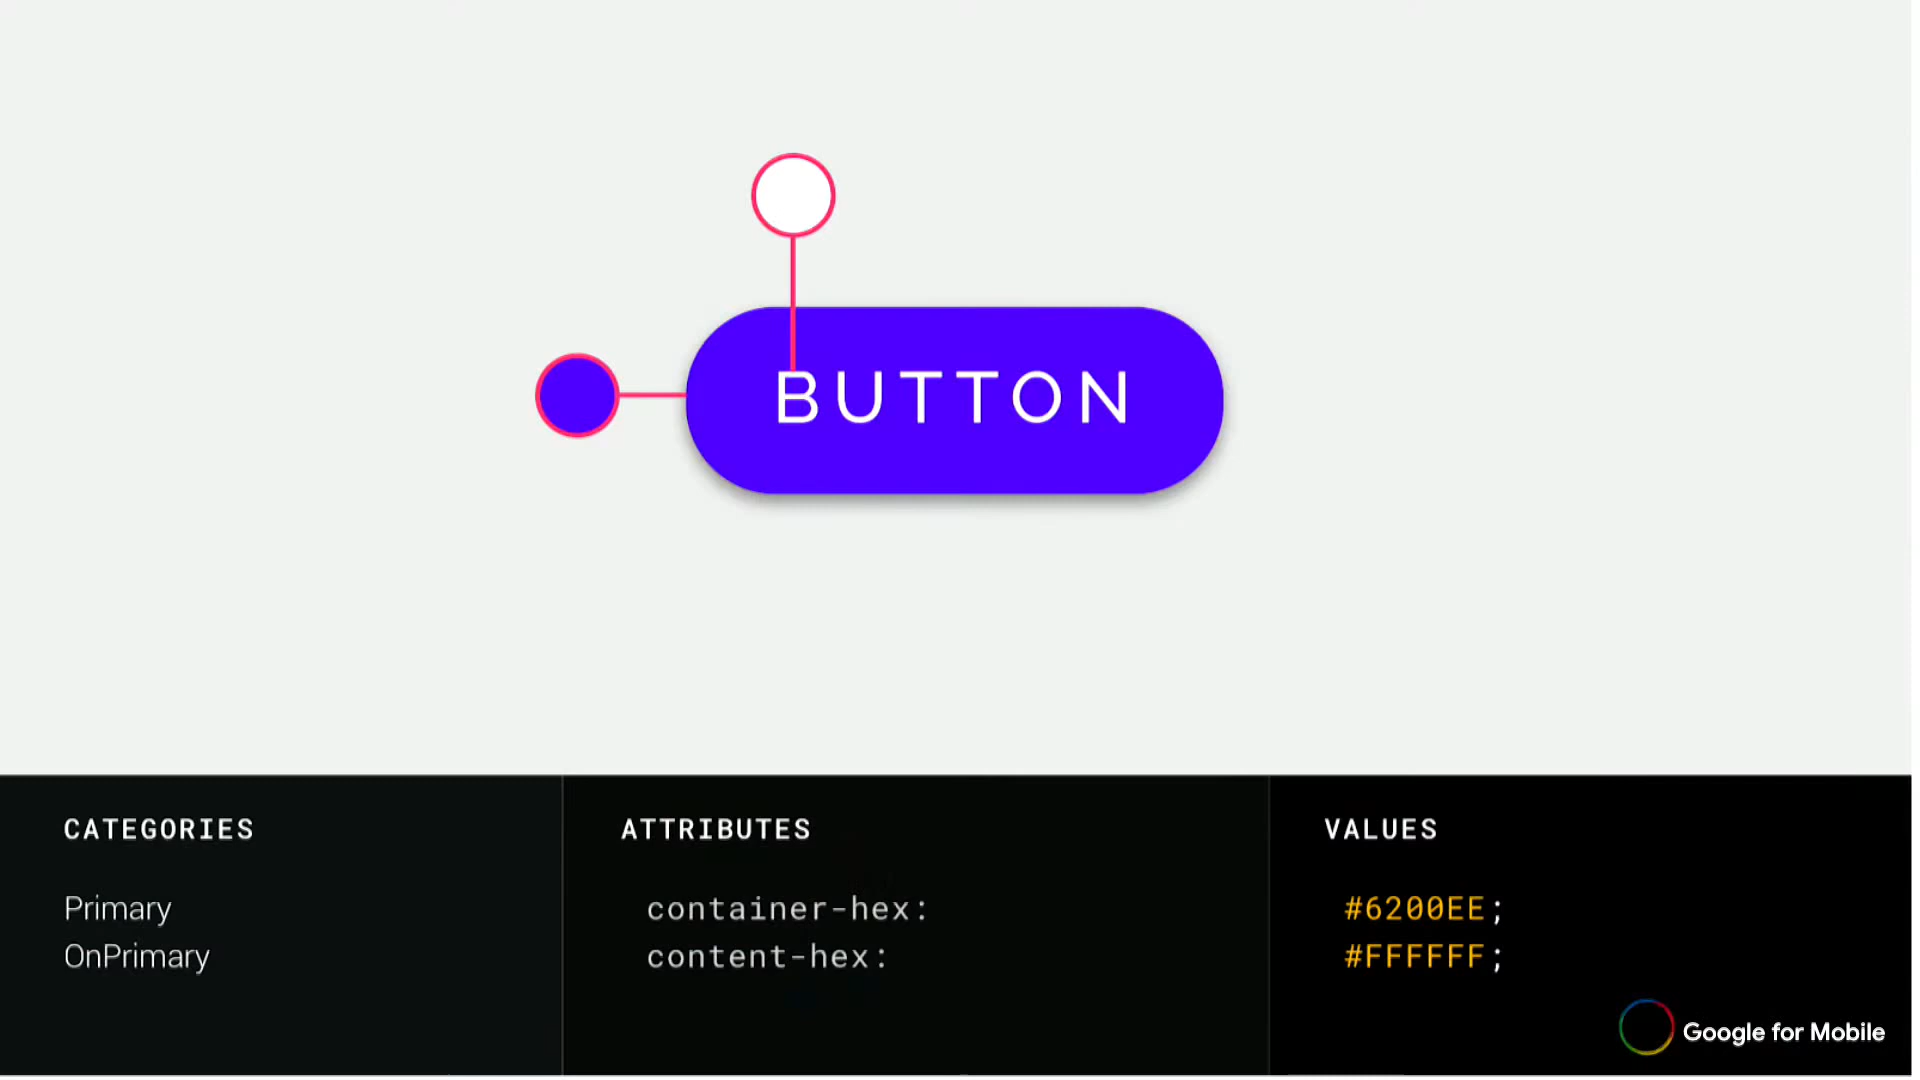 BUTTON
CATEGORIES
Primary
OnPrimary
ATTRIBUTES
container-hex:
content-hex:
VALUES
#6200EE;
#FFFFFF;
Google for Mobile